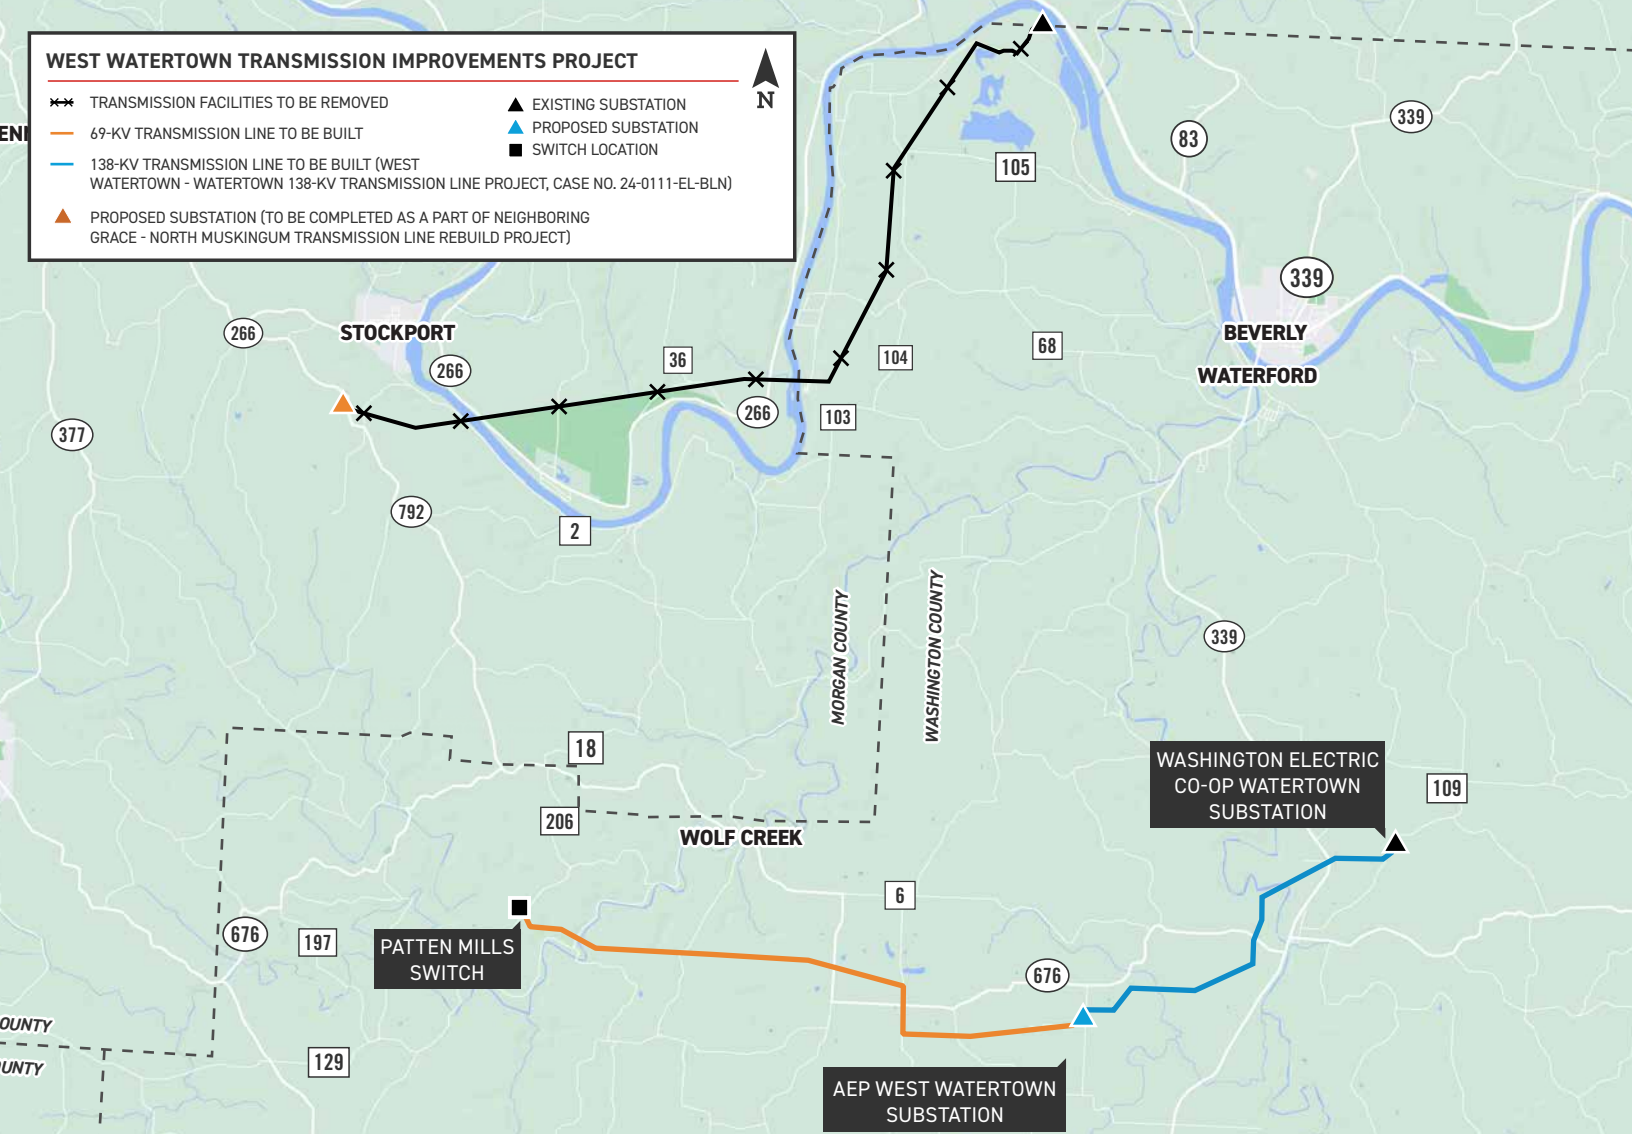 WEST WATERTOWN TRANSMISSION IMPROVEMENTS PROJECT
N
TRANSMISSION FACILITIES TO BE REMOVED
69-KV TRANSMISSION LINE TO BE BUILT
138-KV TRANSMISSION LINE TO BE BUILT (WEST
WATERTOWN - WATERTOWN 138-KV TRANSMISSION LINE PROJECT, CASE NO. 24-0111-EL-BLN)
PROPOSED SUBSTATION (TO BE COMPLETED AS A PART OF NEIGHBORING
GRACE - NORTH MUSKINGUM TRANSMISSION LINE REBUILD PROJECT)
EXISTING SUBSTATION
PROPOSED SUBSTATION
SWITCH LOCATION
339
83
105
339
266
STOCKPORT
BEVERLY
36
104
68
266
WATERFORD
266
103
377
792
2
MORGAN COUNTY
WASHINGTON COUNTY
339
18
WASHINGTON ELECTRIC
CO-OP WATERTOWN
SUBSTATION
109
206
WOLF CREEK
6
676
197
PATTEN MILLS
SWITCH
676
OUNTY
OUNTY
129
AEP WEST WATERTOWN
SUBSTATION